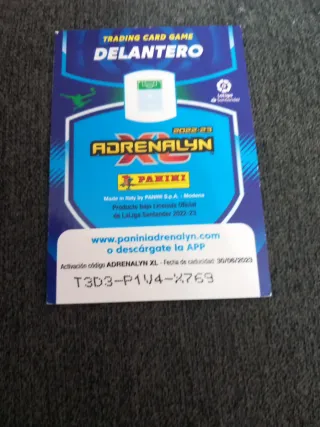 TRADING CARD GAME
DELANTERO
LaLiga
Santander
2022-23
ADRENALYN
XL
PANINI
Made in Italy by PANINI S.p.A. - Modena
Producto bajo Licencia Oficial
de LaLiga Santander 2022-23
www.paniniadrenalyn.com
o descárgate la APP
Activación código ADRENALYN XL - Fecha de caducidad: 30/06/2023
T3D3-P1V4-X769